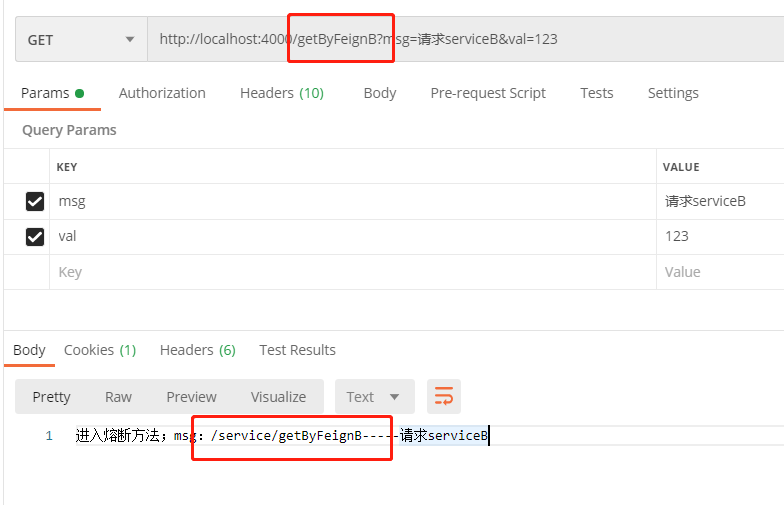 GET http://localhost:4000/getByFeignB?msg=请求serviceB&val=123
Params Authorization Headers (10) Body Pre-request Script Tests Settings
Query Params
KEY VALUE
msg 请求serviceB
val 123
Key Value
Body Cookies (1) Headers (6) Test Results
Pretty Raw Preview Visualize Text
1 进入熔断方法；msg：/service/getByFeignB-----请求serviceB